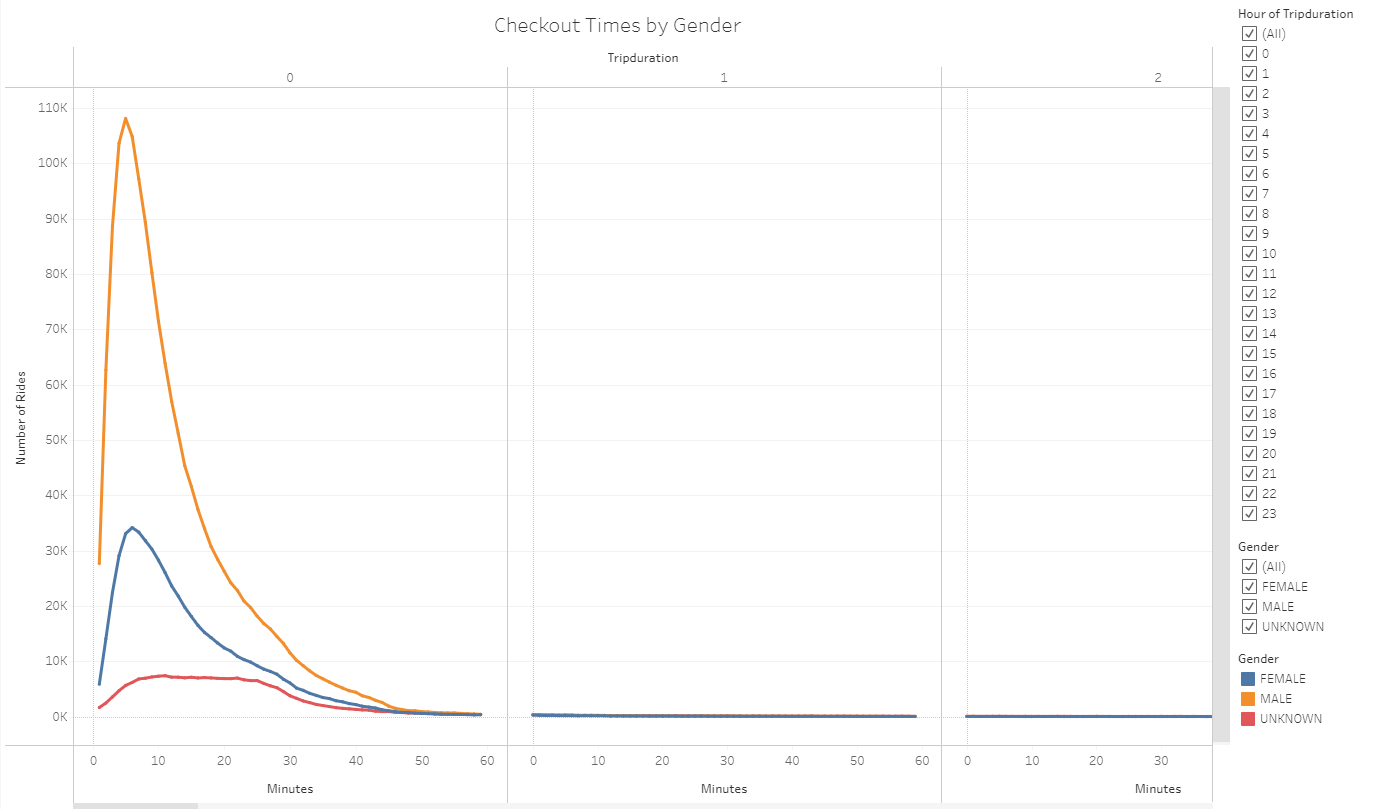 Checkout Times by Gender
Tripduration
0 1 2
110K
100K
90K
80K
70K
60K
50K
40K
30K
20K
10K
0K
Number of Rides
0 10 20 30 40 50 60 0 10 20 30 40 50 60 0 10 20 30
Minutes Minutes Minutes
Hour of Tripduration
(All)
0
1
2
3
4
5
6
7
8
9
10
11
12
13
14
15
16
17
18
19
20
21
22
23
Gender
(All)
FEMALE
MALE
UNKNOWN
Gender
FEMALE
MALE
UNKNOWN